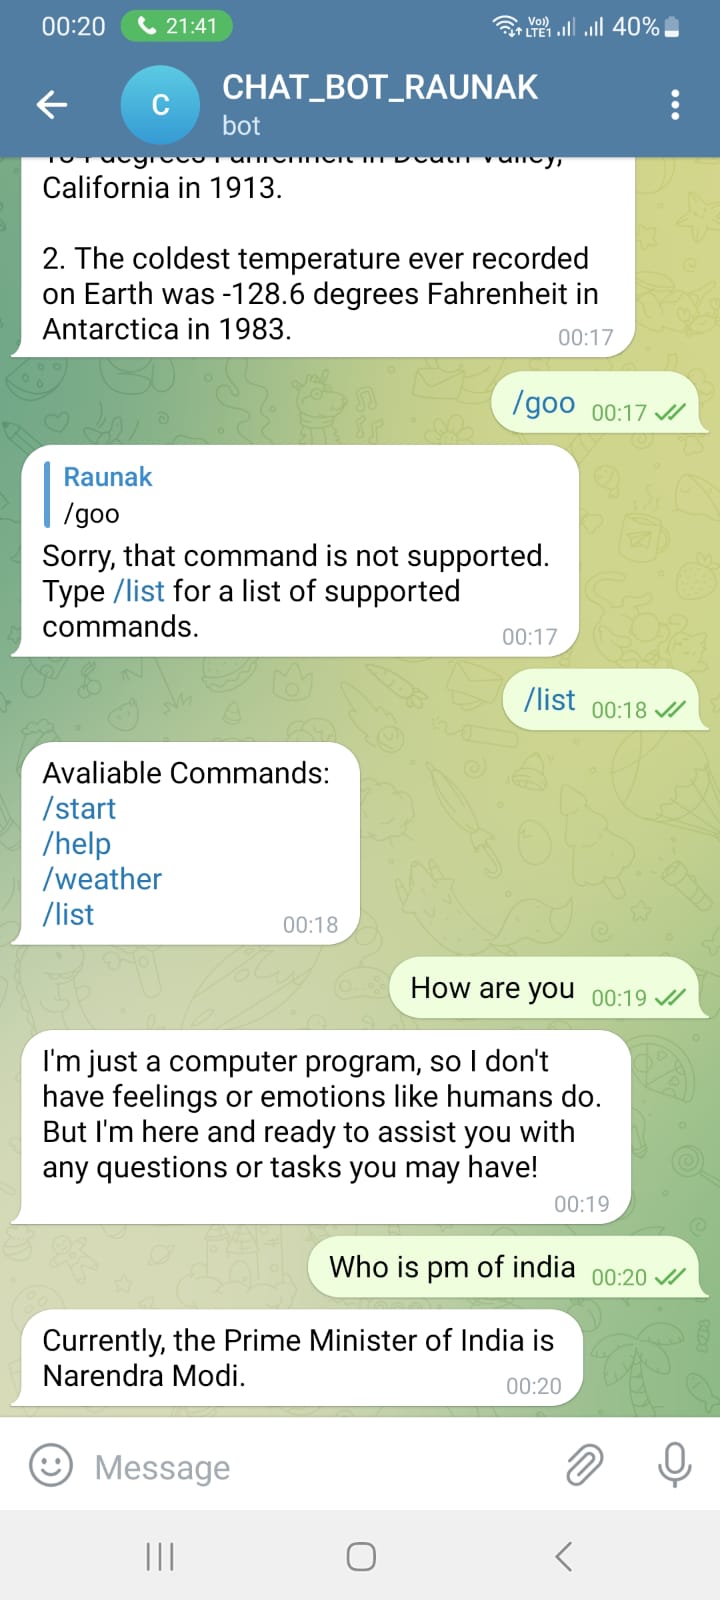 00:20 21:41 Vo)) LTE1 40%
C CHAT_BOT_RAUNAK
bot
134 degrees Fahrenheit in Death Valley,
California in 1913.
2. The coldest temperature ever recorded
on Earth was -128.6 degrees Fahrenheit in
Antarctica in 1983. 00:17
/goo 00:17
Raunak
/goo
Sorry, that command is not supported.
Type /list for a list of supported
commands. 00:17
/list 00:18
Avaliable Commands:
/start
/help
/weather
/list 00:18
How are you 00:19
I'm just a computer program, so I don't
have feelings or emotions like humans do.
But I'm here and ready to assist you with
any questions or tasks you may have!
00:19
Who is pm of india 00:20
Currently, the Prime Minister of India is
Narendra Modi. 00:20
Message